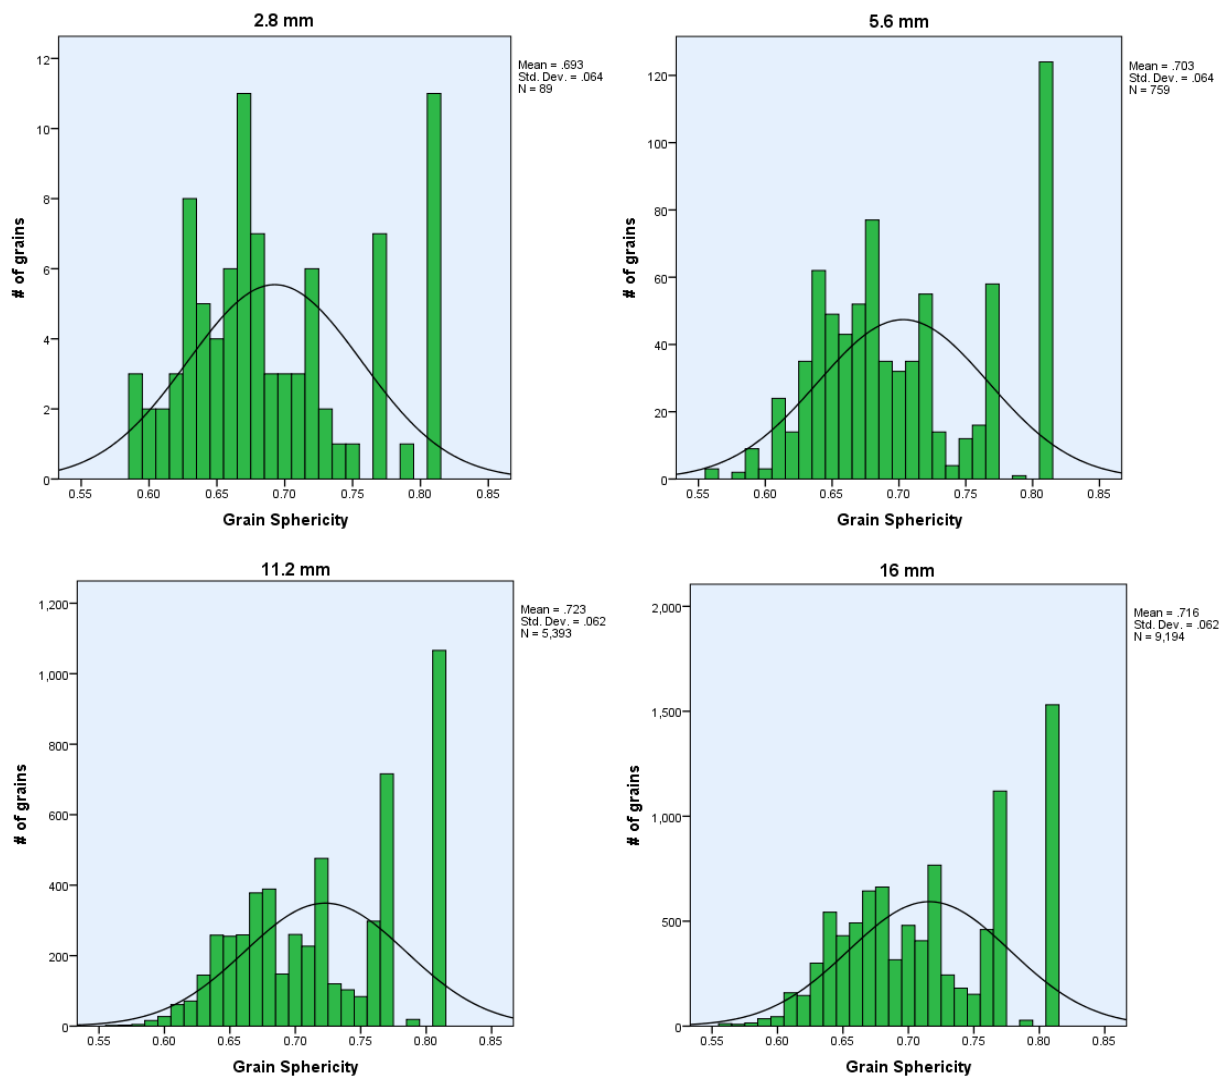 2.8 mm
Mean = .693
Std. Dev. = .064
N = 89
12
10
8
6
4
2
0
# of grains
0.55 0.60 0.65 0.70 0.75 0.80 0.85
Grain Sphericity
5.6 mm
Mean = .703
Std. Dev. = .064
N = 759
120
100
80
60
40
20
0
# of grains
0.55 0.60 0.65 0.70 0.75 0.80 0.85
Grain Sphericity
11.2 mm
Mean = .723
Std. Dev. = .062
N = 5,393
1,200
1,000
800
600
400
200
0
# of grains
0.55 0.60 0.65 0.70 0.75 0.80 0.85
Grain Sphericity
16 mm
Mean = .716
Std. Dev. = .062
N = 9,194
2,000
1,500
1,000
500
0
# of grains
0.55 0.60 0.65 0.70 0.75 0.80 0.85
Grain Sphericity